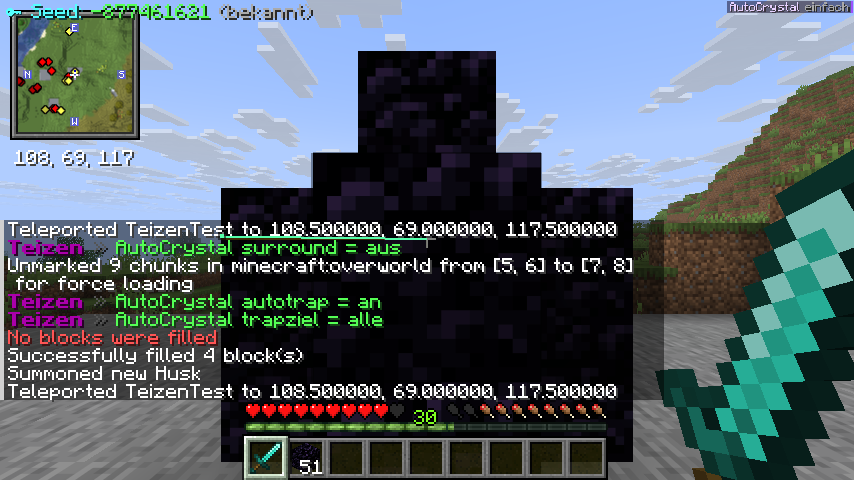 Seed: -877461621 (bekannt)
AutoCrystal einfach
E
N
S
W
108, 69, 117
Teleported TeizenTest to 108.500000, 69.000000, 117.500000
Teizen » AutoCrystal surround = aus
Unmarked 9 chunks in minecraft:overworld from [5, 6] to [7, 8]
for force loading
Teizen » AutoCrystal autotrap = an
Teizen » AutoCrystal trapziel = alle
No blocks were filled
Successfully filled 4 block(s)
Summoned new Husk
Teleported TeizenTest to 108.500000, 69.000000, 117.500000
30
51